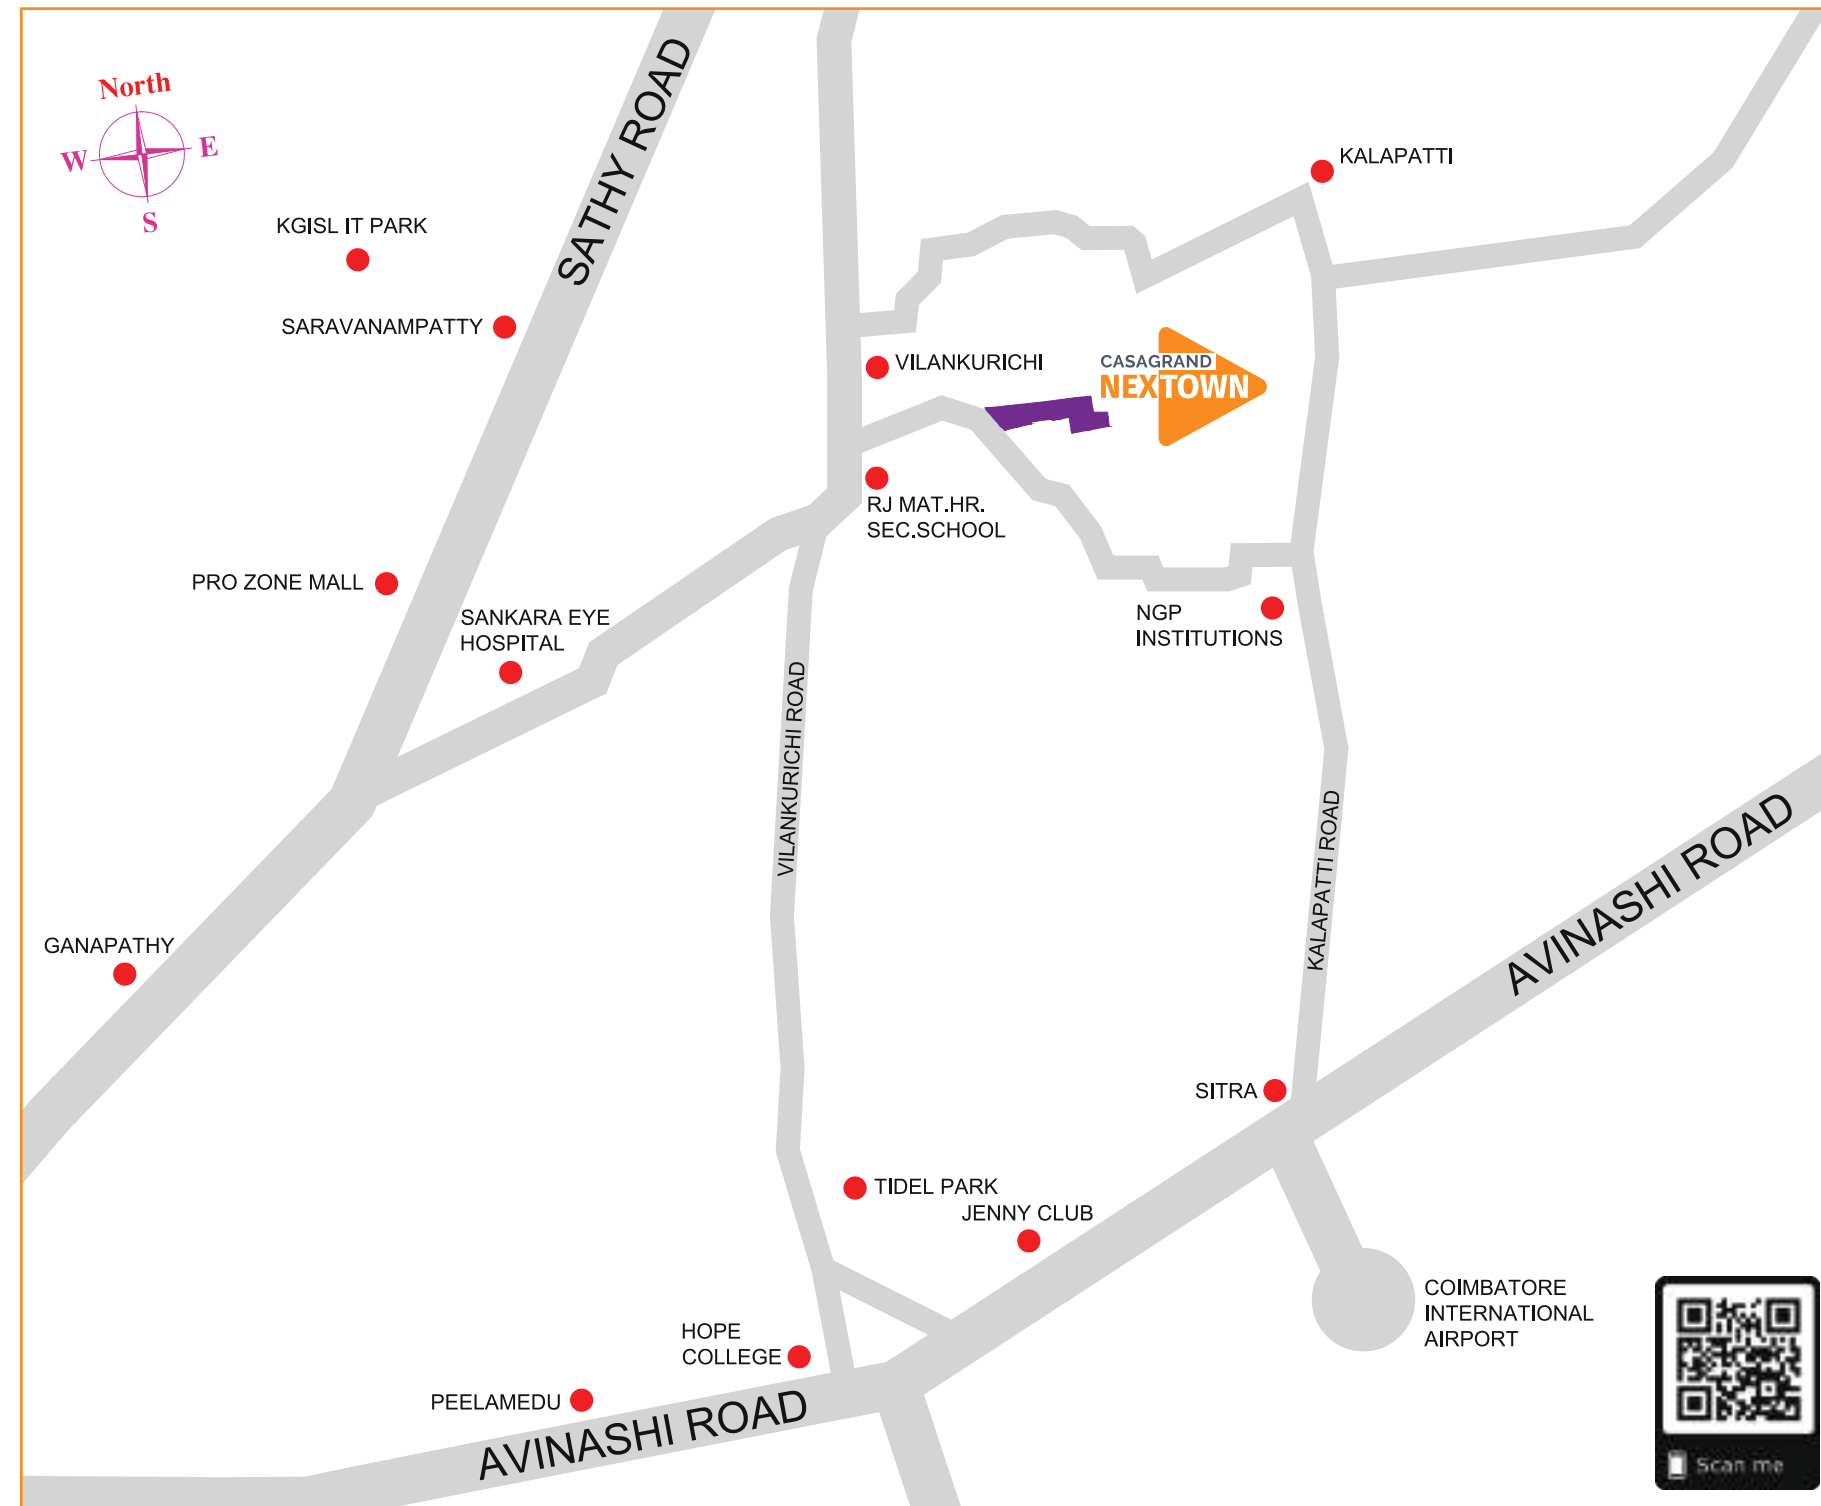 North
W
E
S
SATHY ROAD
KALAPATTI
KGISL IT PARK
SARAVANAMPATTY
VILANKURICHI
CASAGRAND
NEXTOWN
RJ MAT.HR.
SEC.SCHOOL
PRO ZONE MALL
SANKARA EYE
HOSPITAL
NGP
INSTITUTIONS
VILANKURICHI ROAD
KALAPATTI ROAD
AVINASHI ROAD
GANAPATHY
SITRA
TIDEL PARK
JENNY CLUB
COIMBATORE
INTERNATIONAL
AIRPORT
HOPE
COLLEGE
PEELAMEDU
AVINASHI ROAD
Scan me